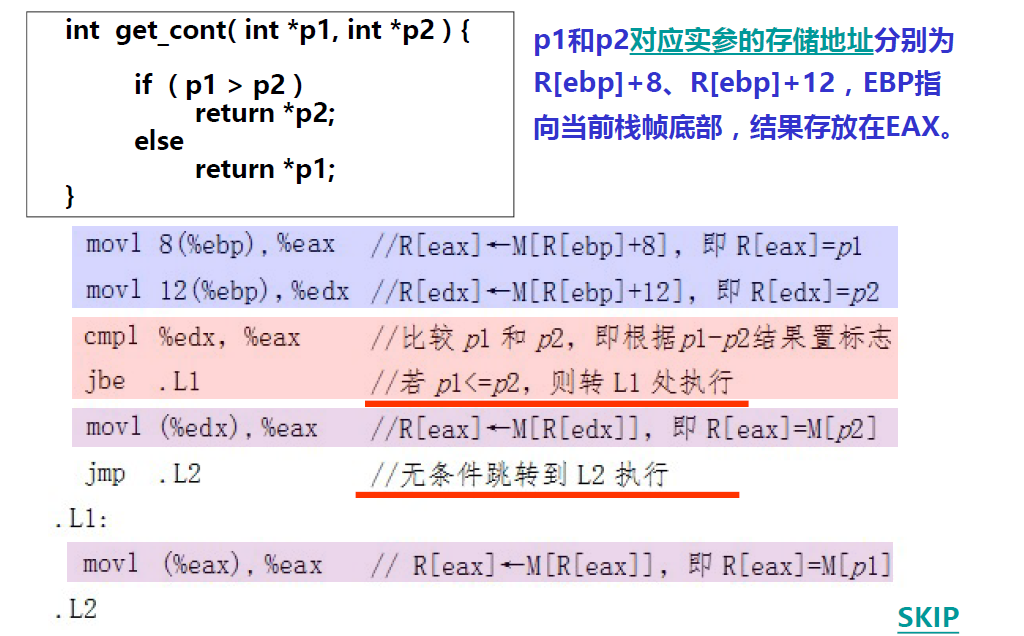 int get_cont( int *p1, int *p2 ) {
if ( p1 > p2 )
return *p2;
else
return *p1;
}
p1和p2对应实参的存储地址分别为
R[ebp]+8、R[ebp]+12，EBP指
向当前栈帧底部，结果存放在EAX。
movl 8(%ebp),%eax //R[eax]←M[R[ebp]+8]，即 R[eax]=p1
movl 12(%ebp),%edx //R[edx]←M[R[ebp]+12]，即 R[edx]=p2
cmpl %edx, %eax //比较 p1 和 p2，即根据p1-p2结果置标志
jbe .L1 //若 p1<=p2，则转 L1 处执行
movl (%edx),%eax //R[eax]←M[R[edx]]，即 R[eax]=M[p2]
jmp .L2 //无条件跳转到 L2 执行
.L1:
movl (%eax),%eax // R[eax]←M[R[eax]]，即 R[eax]=M[p1]
.L2
SKIP